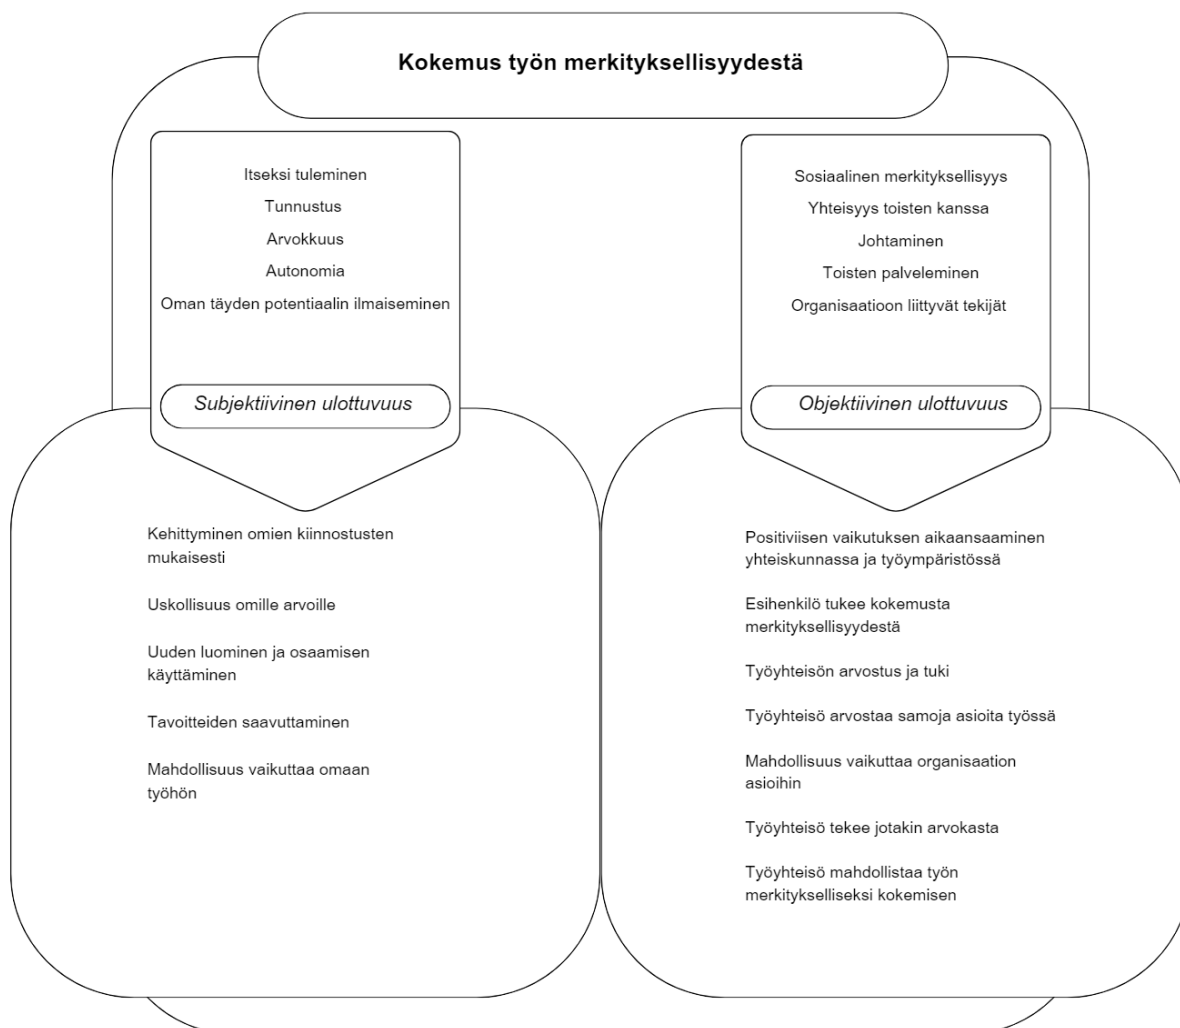 Kokemus työn merkityksellisyydestä
Itseksi tuleminen
Tunnustus
Arvokkuus
Autonomia
Oman täyden potentiaalin ilmaiseminen
Subjektiivinen ulottuvuus
Kehittyminen omien kiinnostusten
mukaisesti
Uskollisuus omille arvoille
Uuden luominen ja osaamisen
käyttäminen
Tavoitteiden saavuttaminen
Mahdollisuus vaikuttaa omaan
työhön
Sosiaalinen merkityksellisyys
Yhteisyys toisten kanssa
Johtaminen
Toisten palveleminen
Organisaatioon liittyvät tekijät
Objektiivinen ulottuvuus
Positiviisen vaikutuksen aikaansaaminen
yhteiskunnassa ja työympäristössä
Esihenkilö tukee kokemusta
merkityksellisyydestä
Työyhteisön arvostus ja tuki
Työyhteisö arvostaa samoja asioita työssä
Mahdollisuus vaikuttaa organisaation
asioihin
Työyhteisö tekee jotakin arvokasta
Työyhteisö mahdollistaa työn
merkitykselliseksi kokemisen